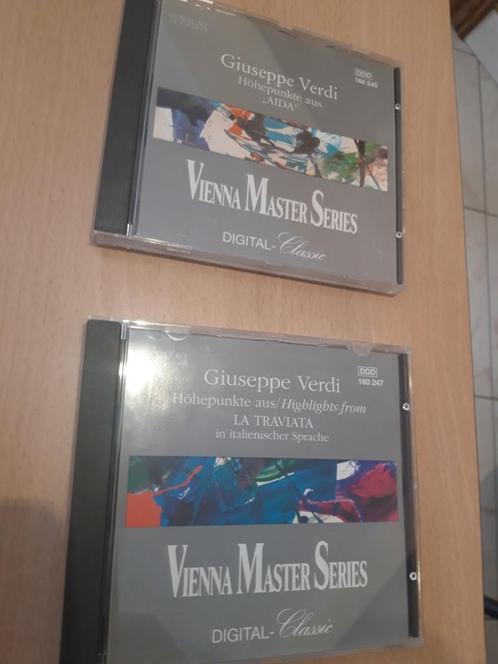 Giuseppe Verdi
DDD
160 245
Höhepunkte aus
„AIDA“
VIENNA MASTER SERIES
DIGITAL-Classic
Giuseppe Verdi
DDD
160 247
Höhepunkte aus/Highlights from
LA TRAVIATA
in italienischer Sprache
VIENNA MASTER SERIES
DIGITAL-Classic